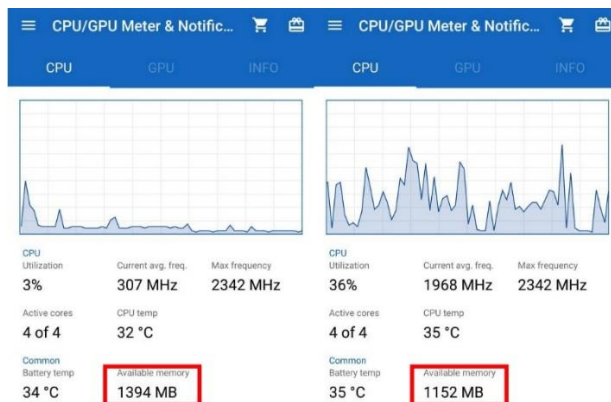 CPU/GPU Meter & Notific...
CPU GPU INFO
CPU
Utilization Current avg. freq. Max frequency
3% 307 MHz 2342 MHz
Active cores CPU temp
4 of 4 32 °C
Common
Battery temp Available memory
34 °C 1394 MB
CPU/GPU Meter & Notific...
CPU GPU INFO
CPU
Utilization Current avg. freq. Max frequency
36% 1968 MHz 2342 MHz
Active cores CPU temp
4 of 4 35 °C
Common
Battery temp Available memory
35 °C 1152 MB